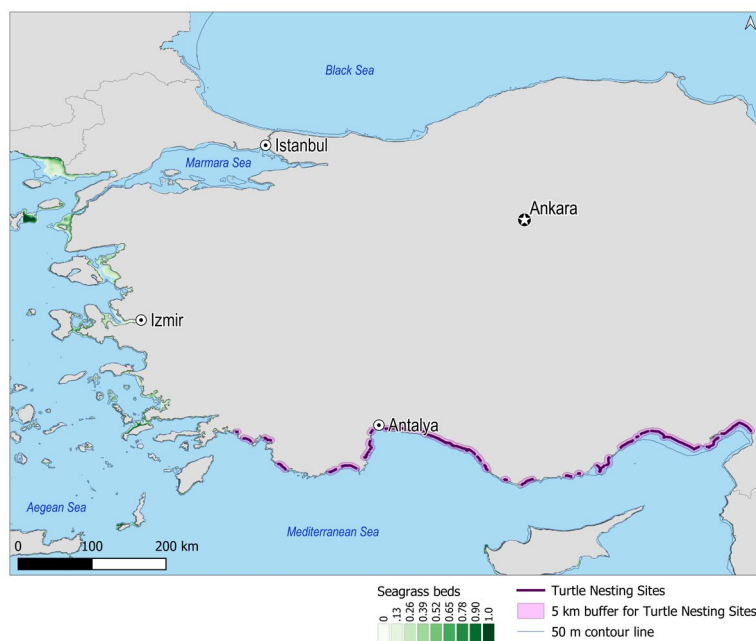 Black Sea
Istanbul
Marmara Sea
Ankara
Izmir
Antalya
Aegean Sea
Mediterranean Sea
0 100 200 km
Seagrass beds
0 .13 0.26 0.39 0.52 0.65 0.78 0.90 1.0
Turtle Nesting Sites
5 km buffer for Turtle Nesting Sites
50 m contour line